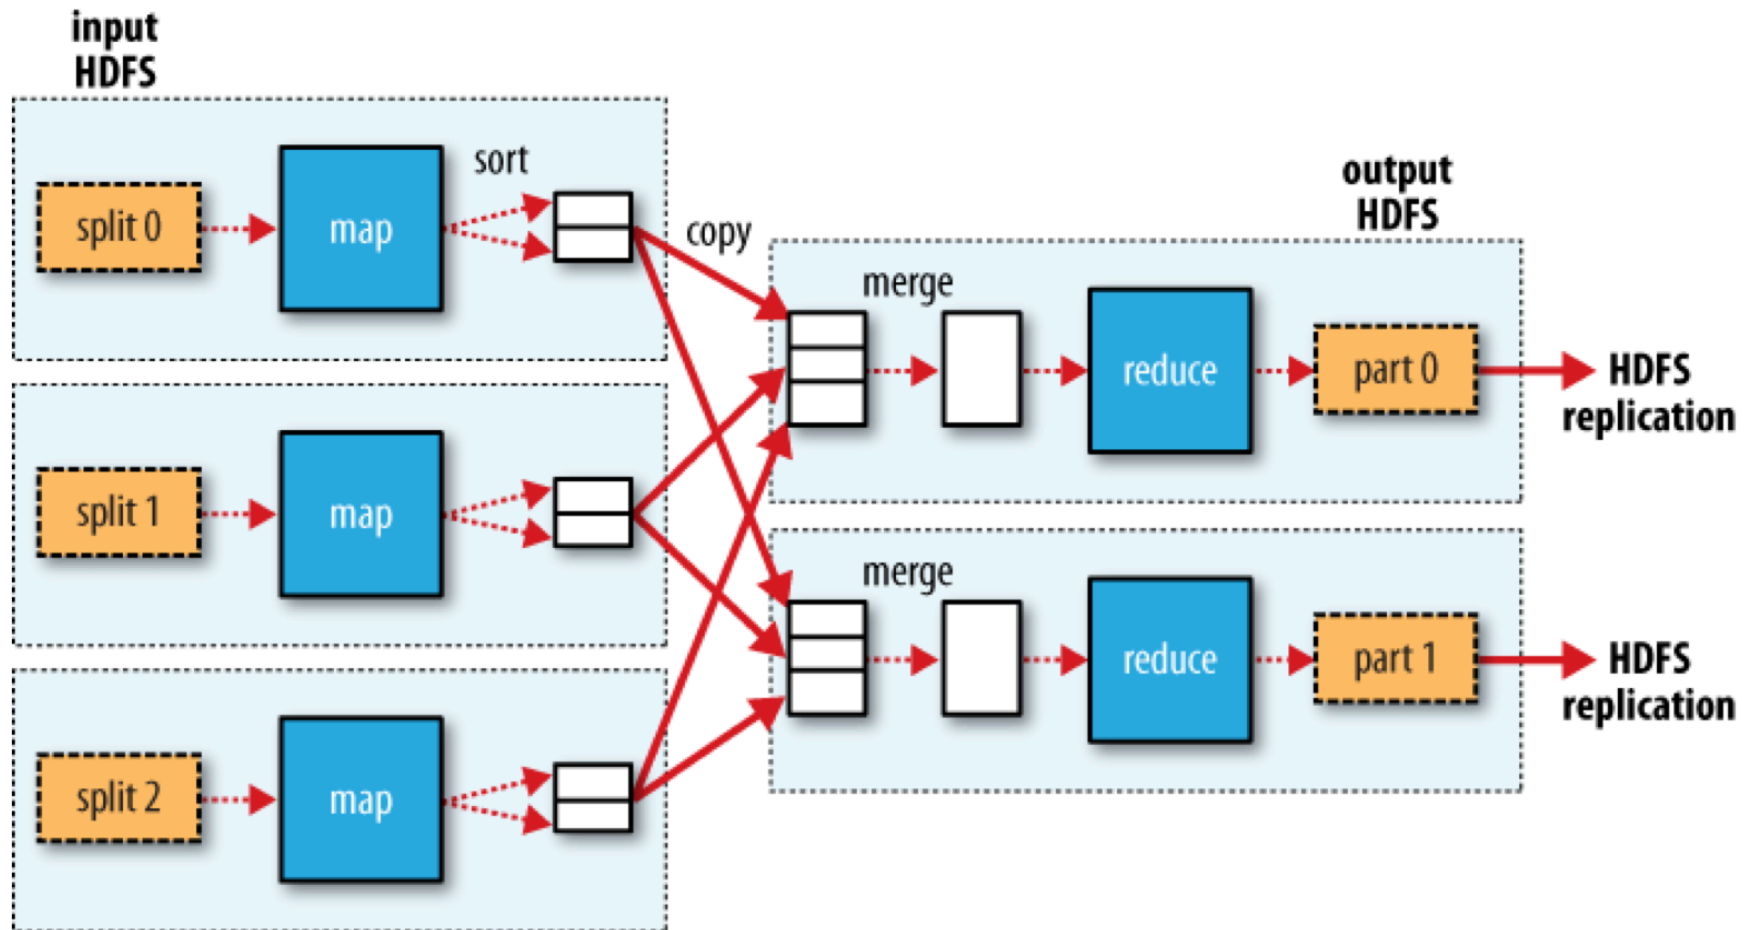 input
HDFS
split 0
map
sort
copy
split 1
map
split 2
map
output
HDFS
merge
reduce
part 0
HDFS
replication
merge
reduce
part 1
HDFS
replication